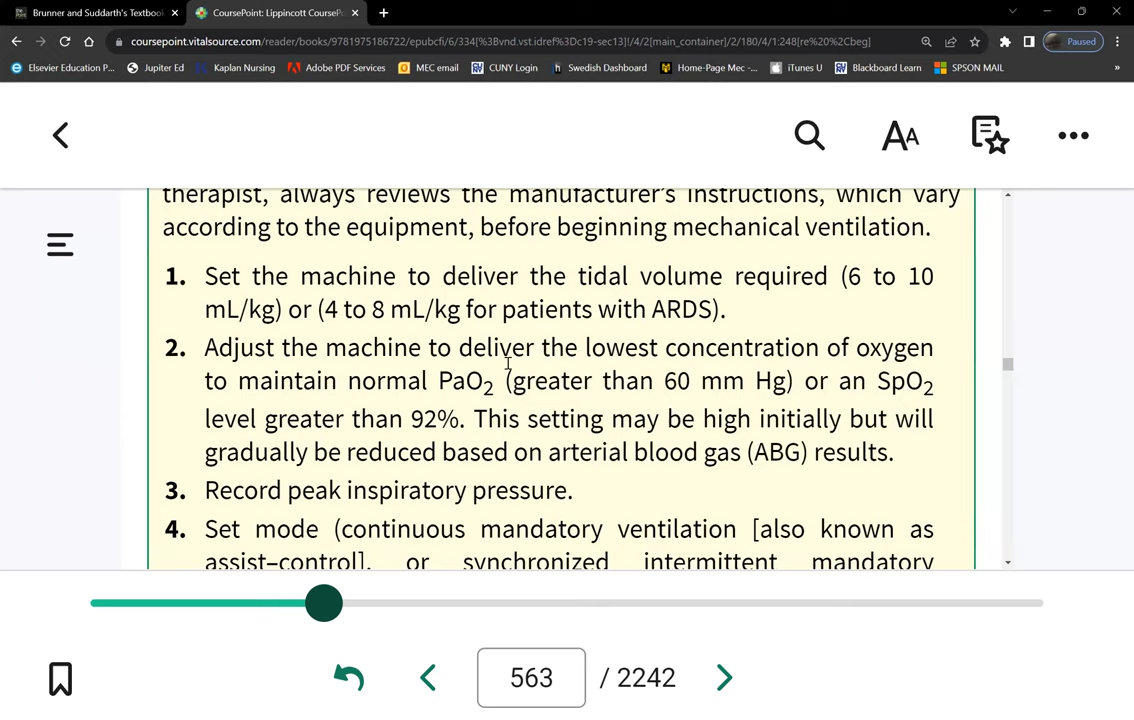 Brunner and Suddarth's Textbook
CoursePoint: Lippincott CoursePo
coursepoint.vitalsource.com/reader/books/9781975186722/epubcfi/6/334[%3Bvnd.vst.idref%3Dc19-sec13]!/4/2[main_container]/2/180/4/1:248[re%20%2Cbeg]
Paused
Elsevier Education P...
Jupiter Ed
Kaplan Nursing
Adobe PDF Services
MEC email
CUNY Login
Swedish Dashboard
Home-Page Mec -...
iTunes U
Blackboard Learn
SPSON MAIL
»
AA
therapist, always reviews the manufacturer's instructions, which vary
according to the equipment, before beginning mechanical ventilation.
1. Set the machine to deliver the tidal volume required (6 to 10
mL/kg) or (4 to 8 mL/kg for patients with ARDS).
2. Adjust the machine to deliver the lowest concentration of oxygen
to maintain normal PaO2 (greater than 60 mm Hg) or an SpO2
level greater than 92%. This setting may be high initially but will
gradually be reduced based on arterial blood gas (ABG) results.
3. Record peak inspiratory pressure.
4. Set mode (continuous mandatory ventilation [also known as
assist–control], or synchronized intermittent mandatory
563 / 2242